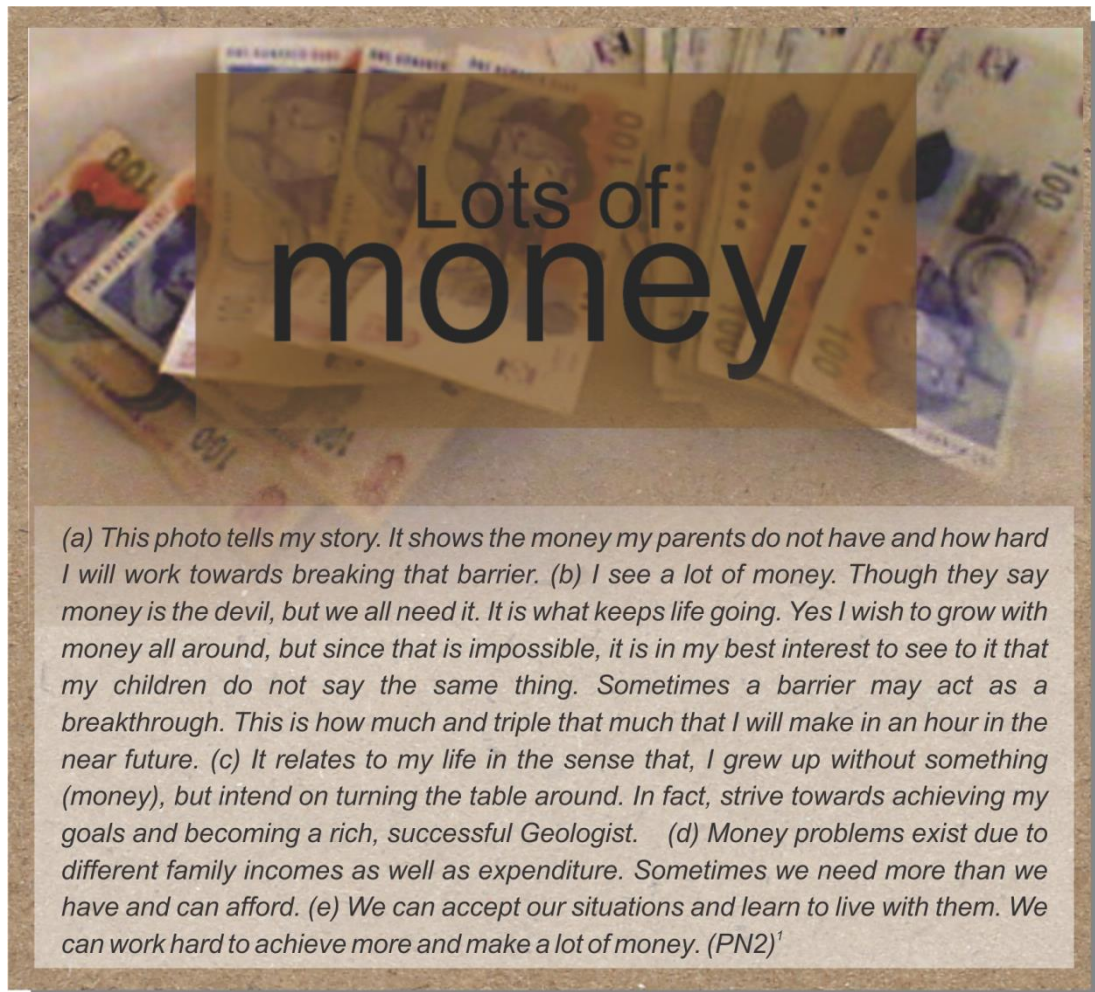 Lots of
money
(a) This photo tells my story. It shows the money my parents do not have and how hard
I will work towards breaking that barrier. (b) I see a lot of money. Though they say
money is the devil, but we all need it. It is what keeps life going. Yes I wish to grow with
money all around, but since that is impossible, it is in my best interest to see to it that
my children do not say the same thing. Sometimes a barrier may act as a
breakthrough. This is how much and triple that much that I will make in an hour in the
near future. (c) It relates to my life in the sense that, I grew up without something
(money), but intend on turning the table around. In fact, strive towards achieving my
goals and becoming a rich, successful Geologist. (d) Money problems exist due to
different family incomes as well as expenditure. Sometimes we need more than we
have and can afford. (e) We can accept our situations and learn to live with them. We
can work hard to achieve more and make a lot of money. (PN2)¹
100
100
100
100
100
100
100